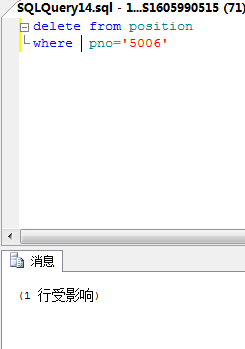 SQLQuery14.sql - 1...S1605990515 (71)
delete from position
where pno='5006'
消息
(1 行受影响)